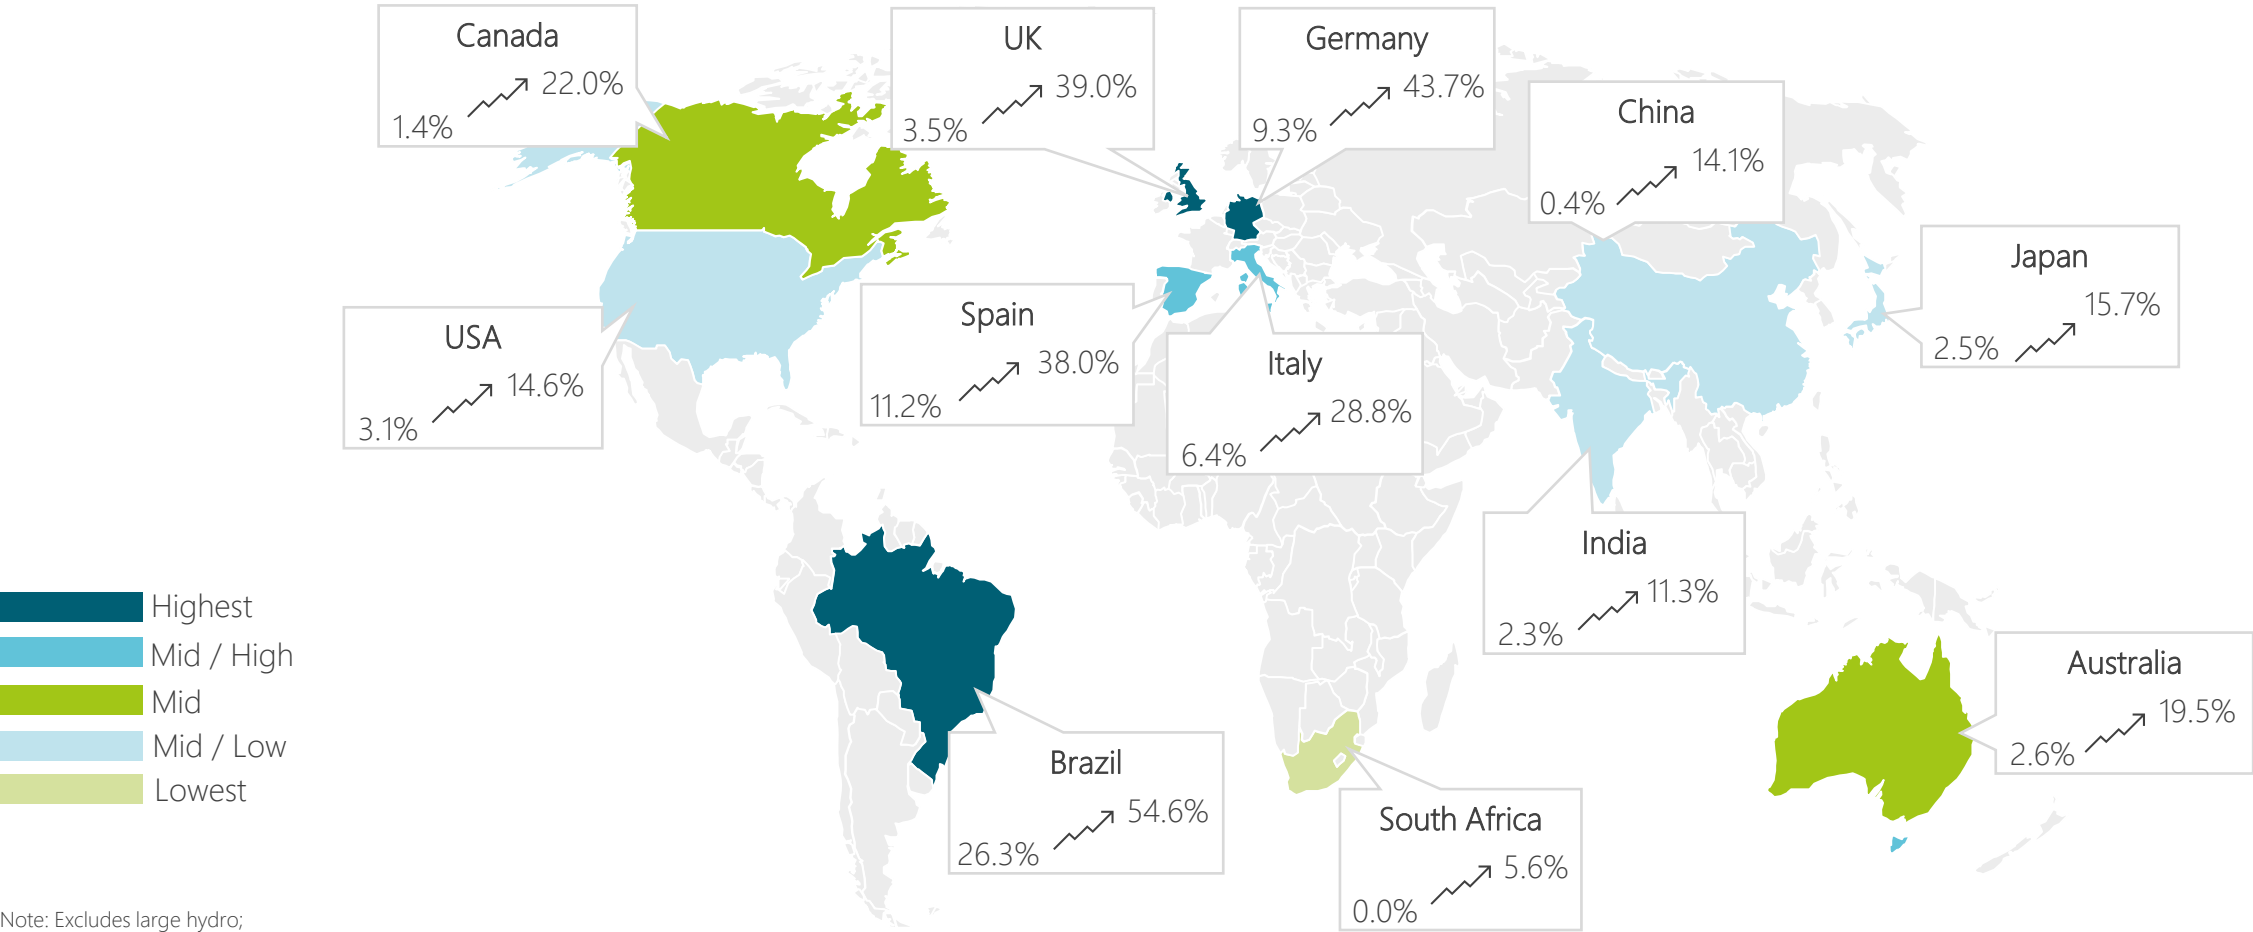 Canada
22.0%
1.4%
UK
39.0%
3.5%
Germany
43.7%
9.3%
China
14.1%
0.4%
Japan
15.7%
2.5%
USA
14.6%
3.1%
Spain
38.0%
11.2%
Italy
28.8%
6.4%
India
11.3%
2.3%
Australia
19.5%
2.6%
Brazil
54.6%
26.3%
South Africa
5.6%
0.0%
Highest
Mid / High
Mid
Mid / Low
Lowest
Note: Excludes large hydro;